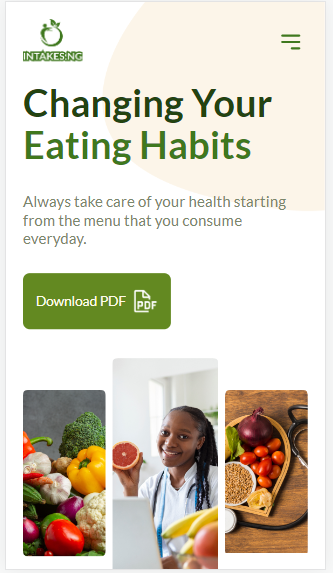 INTAKES.NG
Changing Your
Eating Habits
Always take care of your health starting
from the menu that you consume
everyday.
Download PDF
PDF